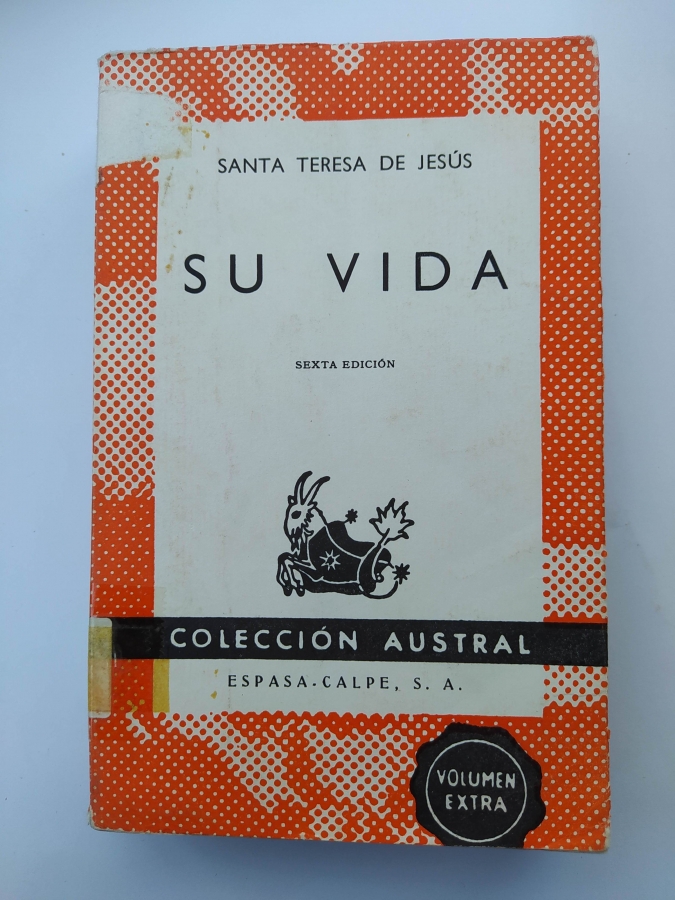 SANTA TERESA DE JESÚS
SU VIDA
SEXTA EDICIÓN
COLECCIÓN AUSTRAL
ESPASA-CALPE, S. A.
VOLUMEN
EXTRA